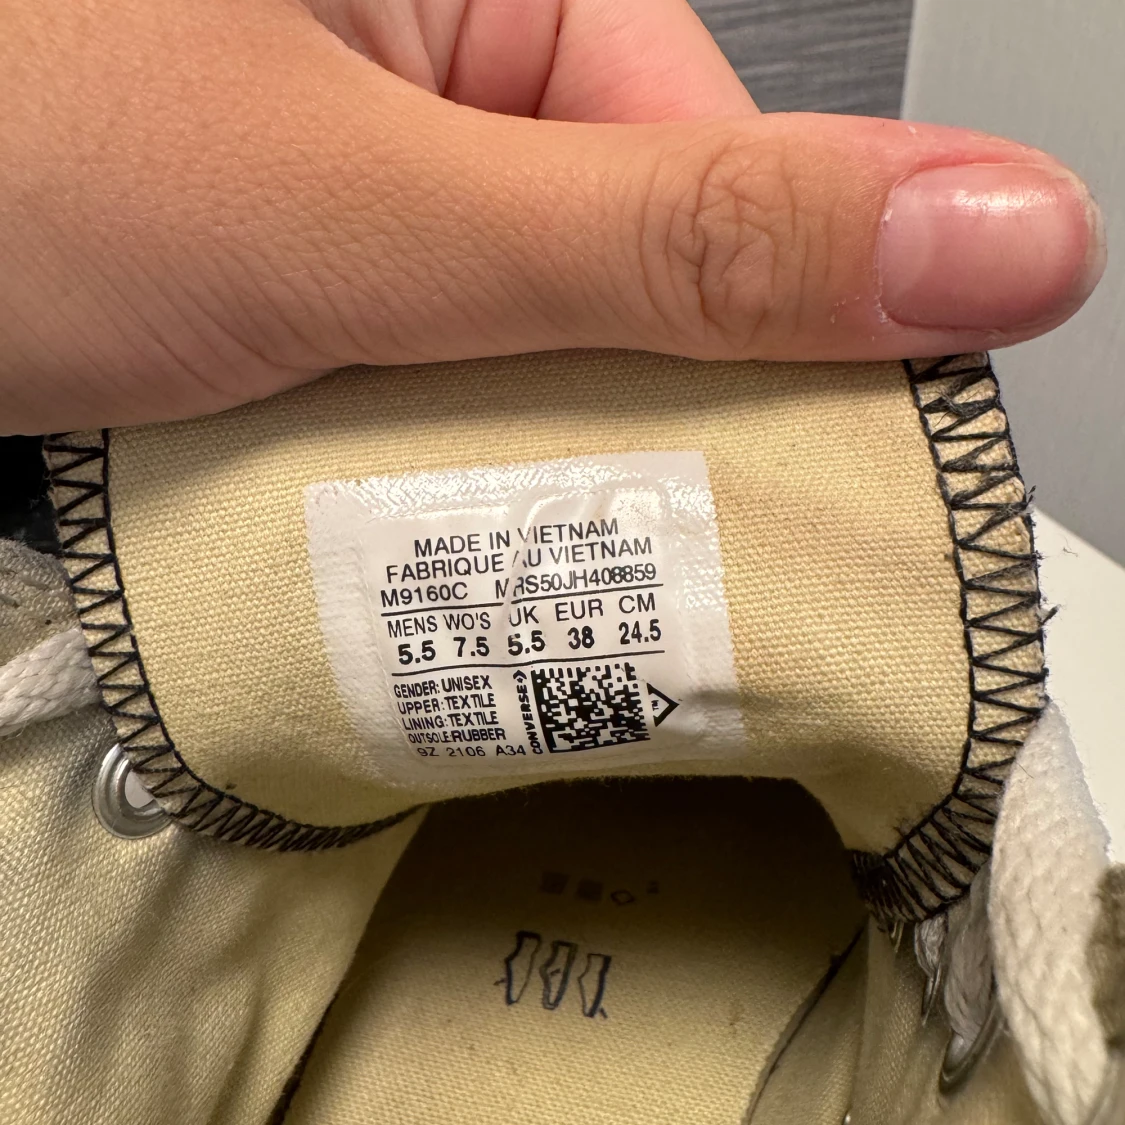 MADE IN VIETNAM
FABRIQUE AU VIETNAM
M9160C MRS50JH408859
MENS WO'S UK EUR CM
5.5 7.5 5.5 38 24.5
GENDER: UNISEX
UPPER: TEXTILE
LINING: TEXTILE
OUTSOLE: RUBBER
9Z 2106 A34
CONVERSE
TM